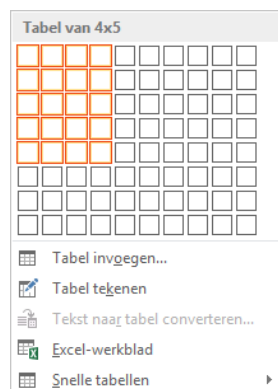 Tabel van 4x5
Tabel invoegen...
Tabel tekenen
Tekst naar tabel converteren...
Excel-werkblad
Snelle tabellen